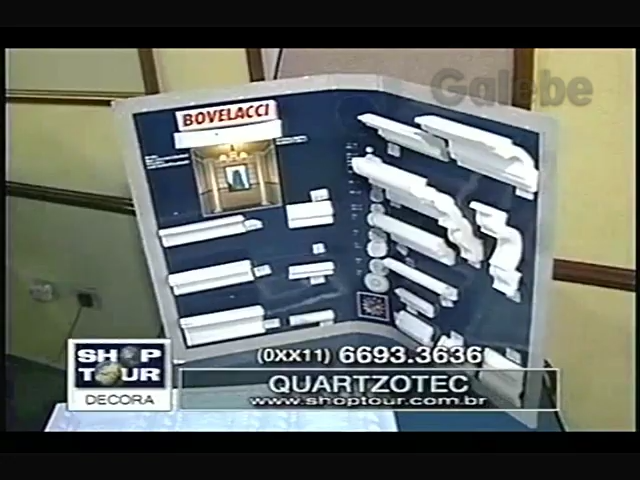 Galebe
BOVELACCI
SHOP
TOUR
DECORA
(0XX11) 6693.3636
QUARTZOTEC
www.shoptour.com.br